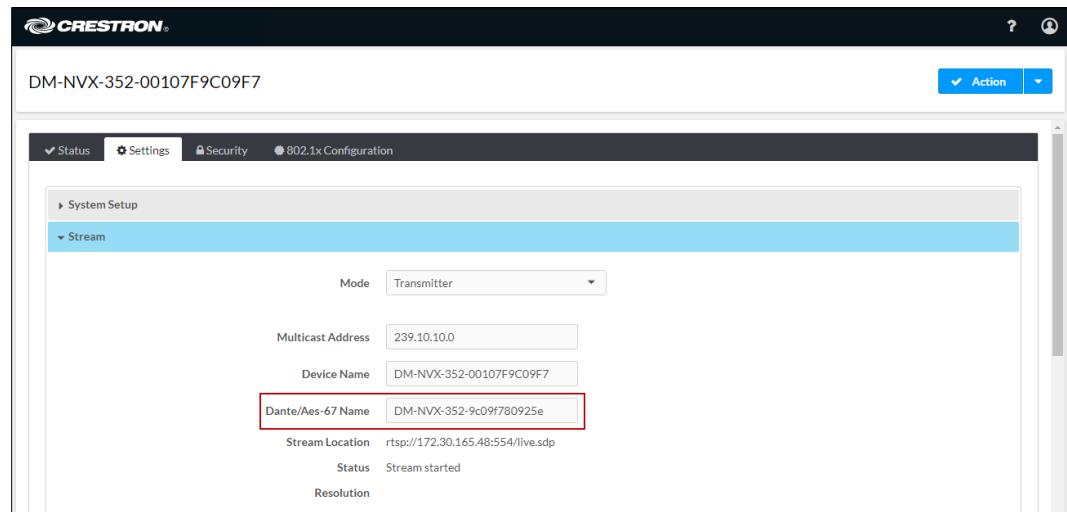 CRESTRON®
?
DM-NVX-352-00107F9C09F7
Action
Status Settings Security 802.1x Configuration
System Setup
Stream
Mode Transmitter
Multicast Address 239.10.10.0
Device Name DM-NVX-352-00107F9C09F7
Dante/Aes-67 Name DM-NVX-352-9c09f780925e
Stream Location rtsp://172.30.165.48:554/live.sdp
Status Stream started
Resolution